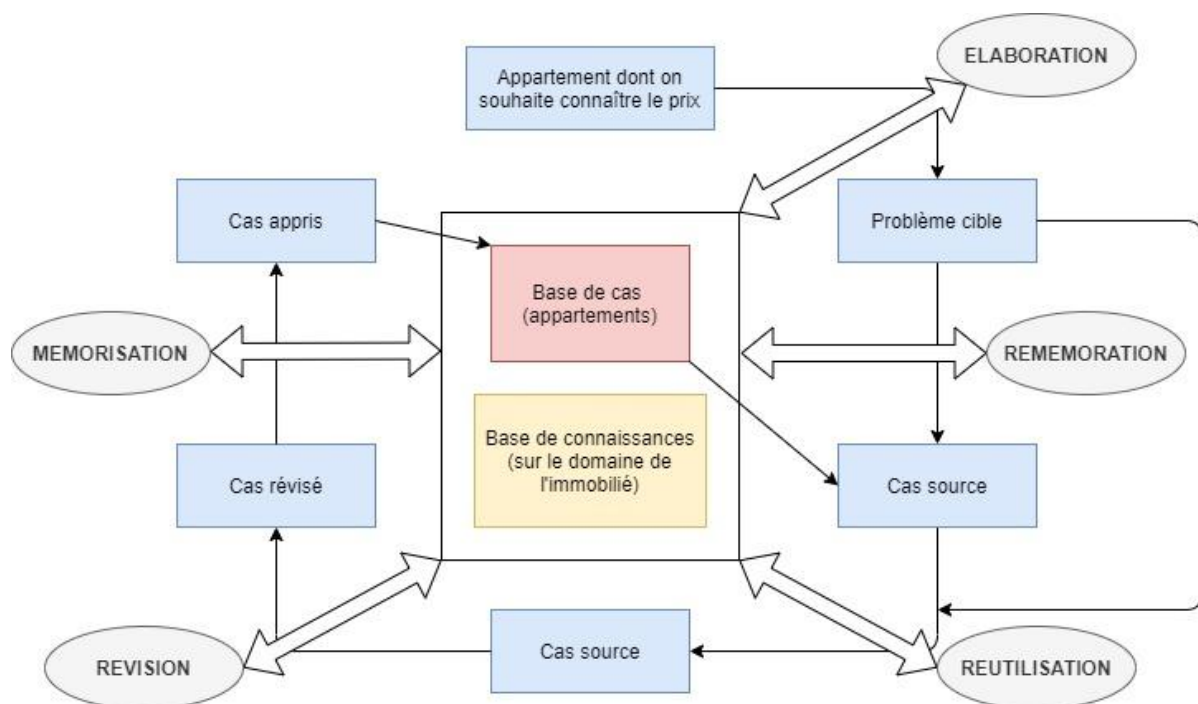 ELABORATION
Appartement dont on
souhaite connaître le prix
Cas appris
Problème cible
Base de cas
(appartements)
MEMORISATION
REMEMORATION
Base de connaissances
(sur le domaine de
l'immobilié)
Cas révisé
Cas source
Cas source
REVISION
REUTILISATION